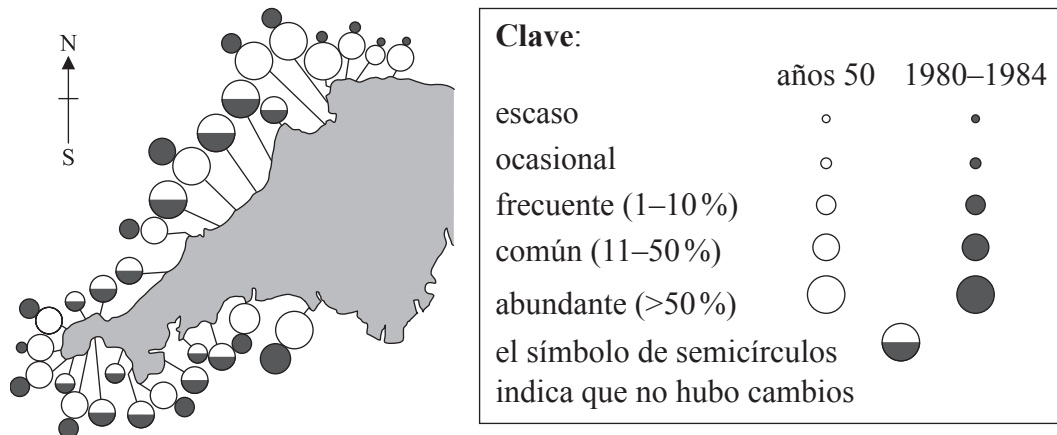 N
S
Clave:
años 50 1980–1984
escaso
ocasional
frecuente (1–10 %)
común (11–50 %)
abundante (>50 %)
el símbolo de semicírculos
indica que no hubo cambios